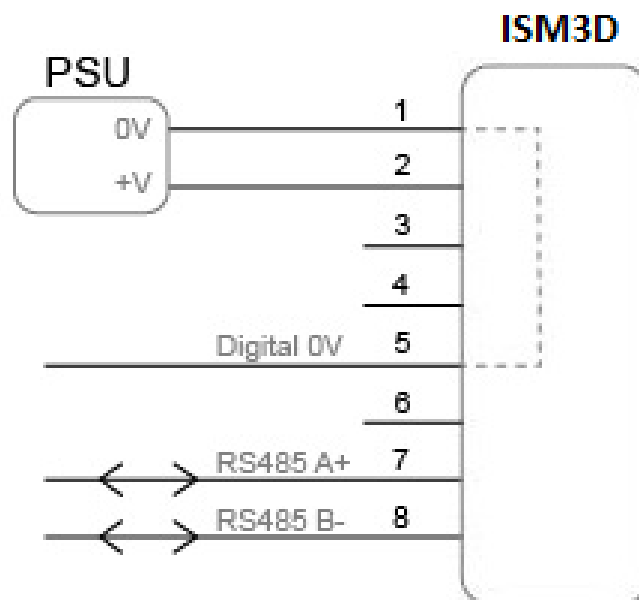 ISM3D
PSU
0V
1
+V
2
3
4
Digital 0V
5
6
RS485 A+
7
RS485 B-
8